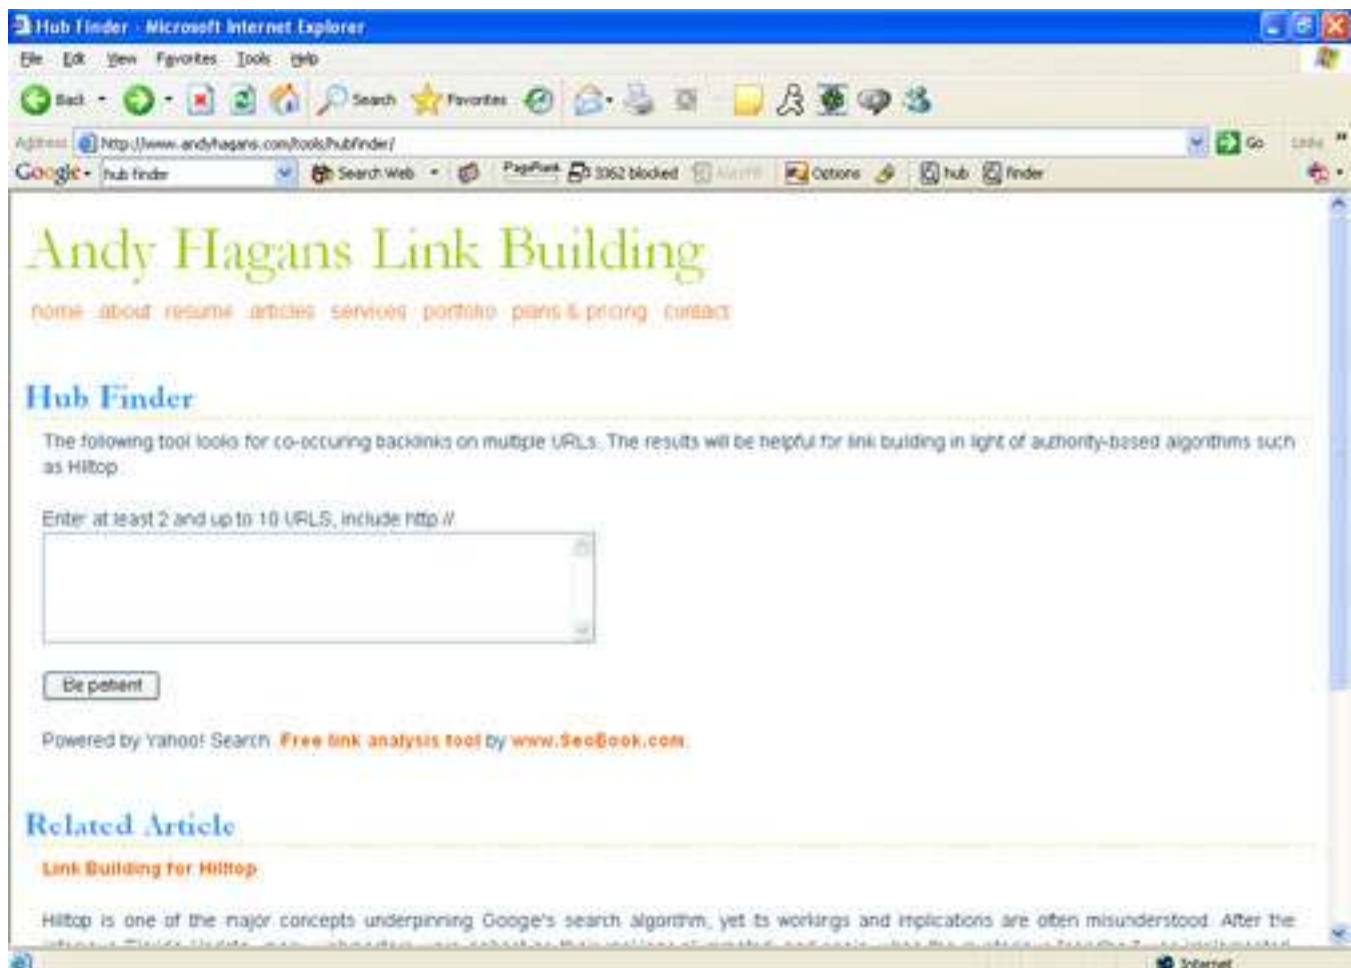 Hub Finder - Microsoft Internet Explorer
File Edit View Favorites Tools Help
Back Search Favorites
Address http://www.andyhagans.com/tools/hubfinder/ Go Links »
Google hub finder Search Web PageRank 3362 blocked Options hub finder
Andy Hagans Link Building
home about resume articles services portfolio plans & pricing contact
Hub Finder
The following tool looks for co-occuring backlinks on multiple URLs. The results will be helpful for link building in light of authority-based algorithms such
as Hilltop.
Enter at least 2 and up to 10 URLS, include http://
Be patient
Powered by Yahoo! Search. Free link analysis tool by www.SeoBook.com.
Related Article
Link Building for Hilltop
Hilltop is one of the major concepts underpinning Googe's search algorithm, yet its workings and implications are often misunderstood. After the
Internet